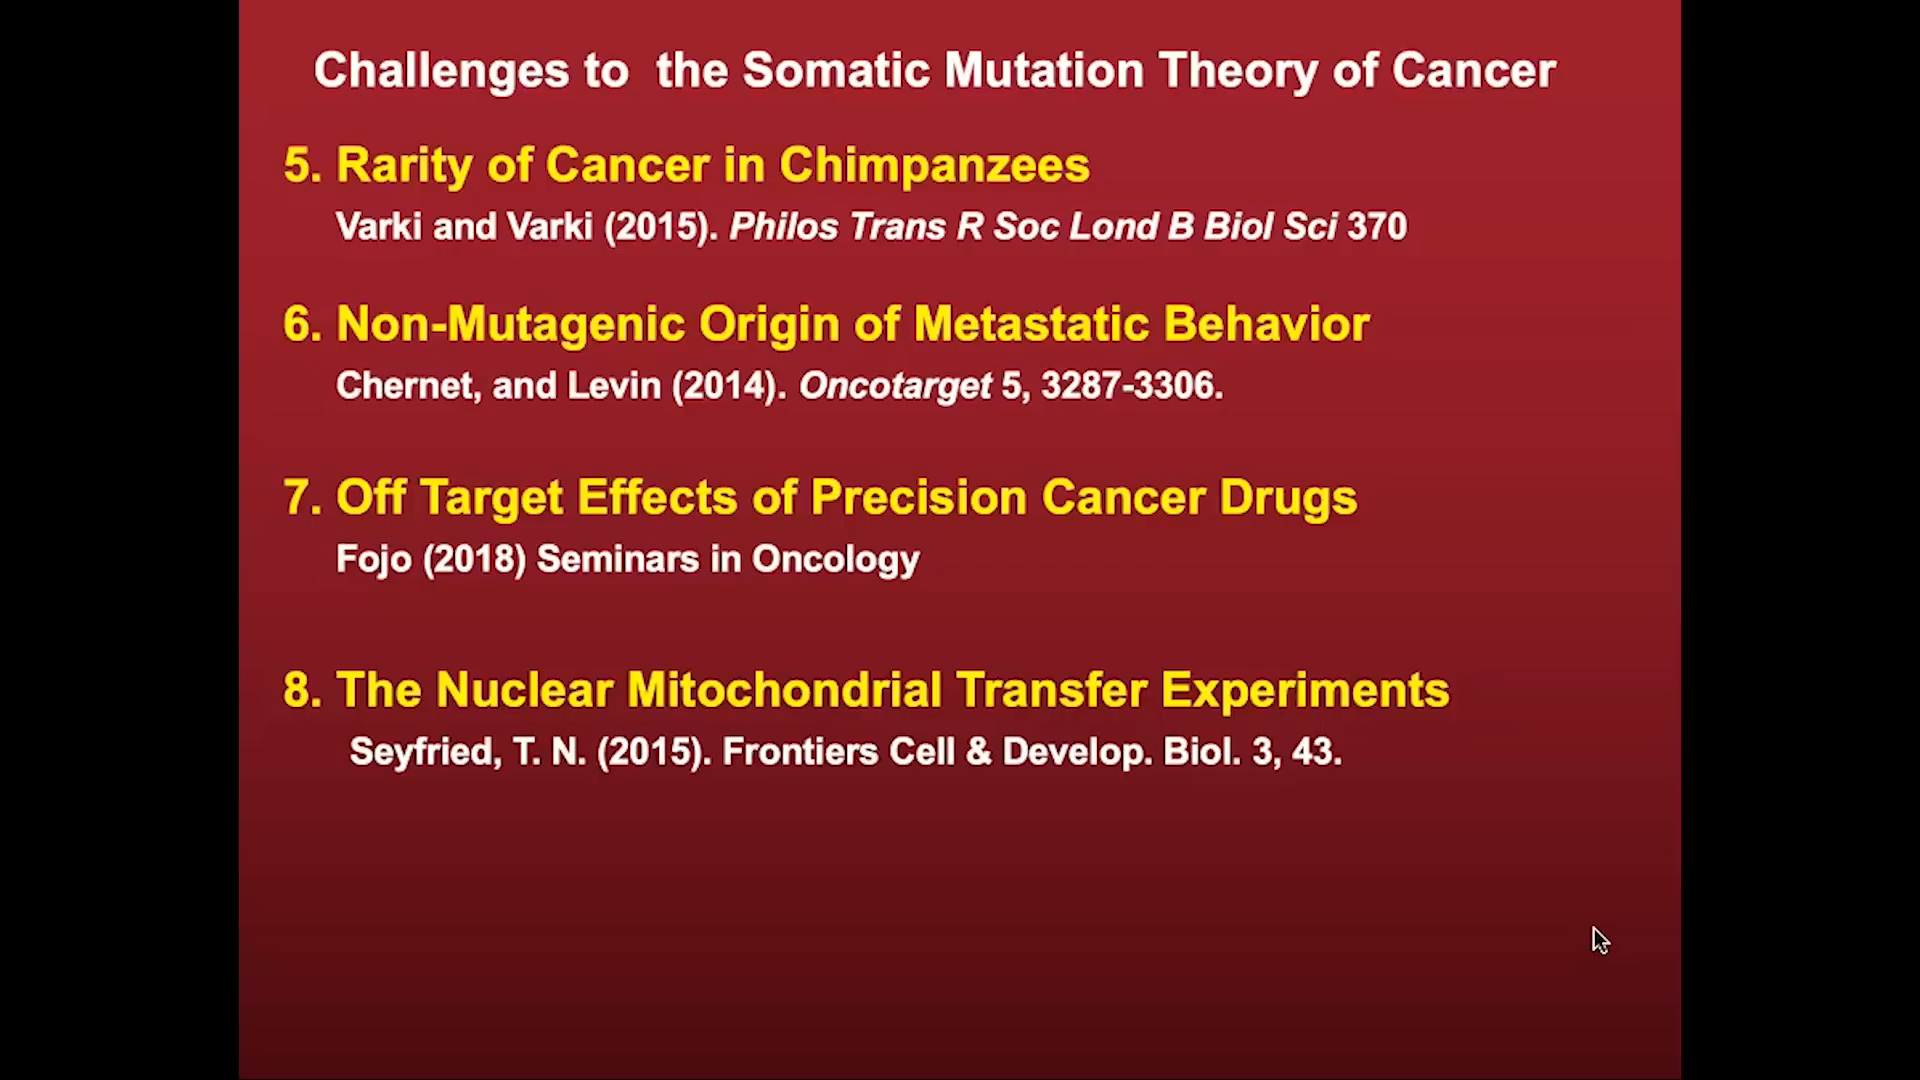 Challenges to  the Somatic Mutation Theory of Cancer
5. Rarity of Cancer in Chimpanzees
Varki and Varki (2015). Philos Trans R Soc Lond B Biol Sci 370
6. Non-Mutagenic Origin of Metastatic Behavior
Chernet, and Levin (2014). Oncotarget 5, 3287-3306.
7. Off Target Effects of Precision Cancer Drugs
Fojo (2018) Seminars in Oncology
8. The Nuclear Mitochondrial Transfer Experiments
Seyfried, T. N. (2015). Frontiers Cell & Develop. Biol. 3, 43.